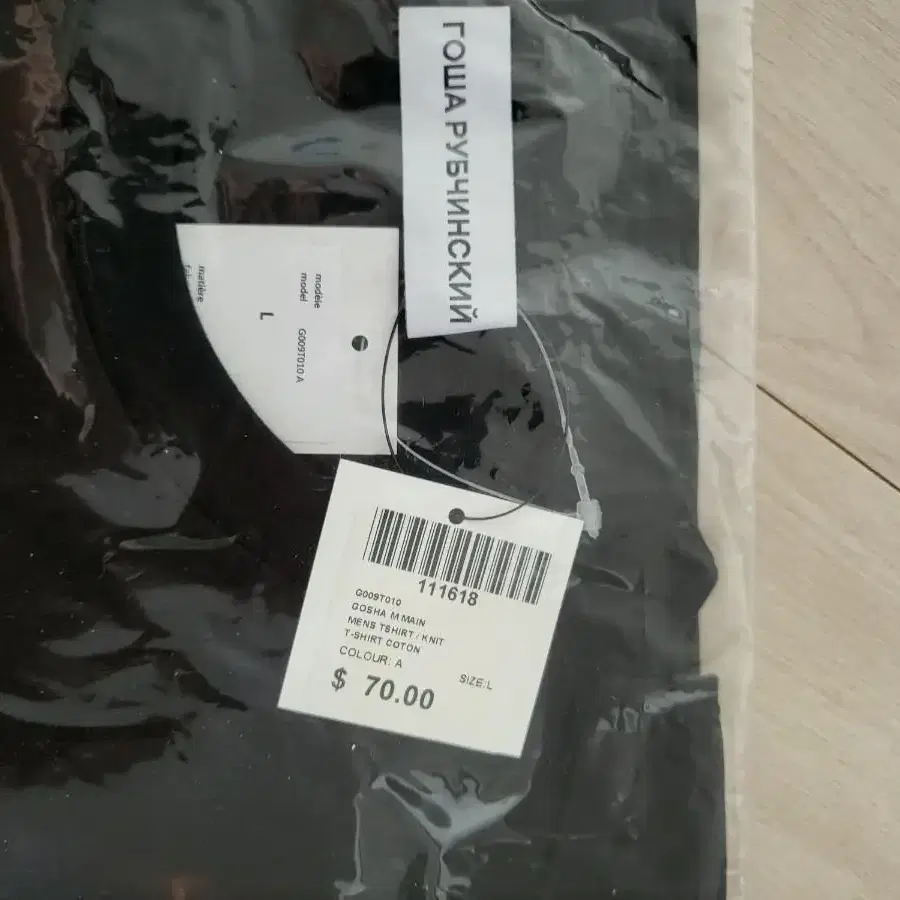 ГОША РУБЧИНСКИЙ
modèle
model G009T010 A
L
matière
111618
G009T010
GOSHA M MAIN
MENS TSHIRT / KNIT
T-SHIRT COTON
COLOUR: A
SIZE:L
$ 70.00